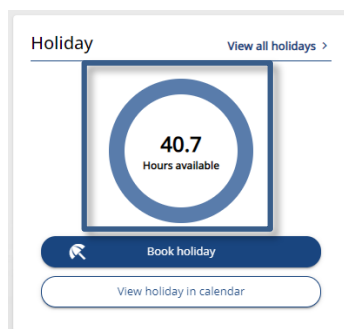 Holiday
View all holidays >
40.7
Hours available
Book holiday
View holiday in calendar